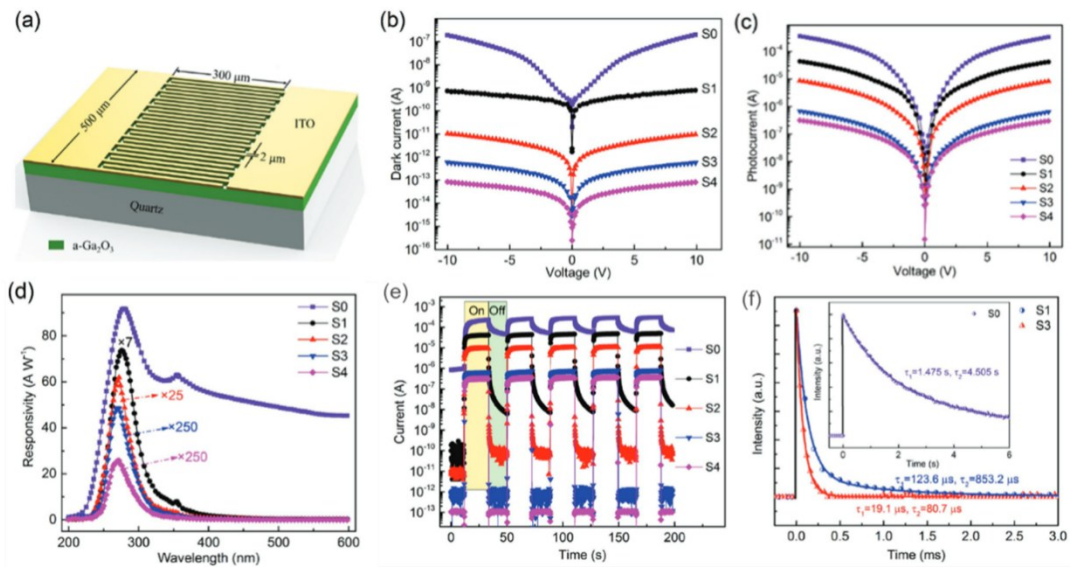 (a)
300 μm
500 μm
ITO
2 μm
Quartz
a-Ga₂O₃
(b)
Dark current (A)
10⁻⁷
10⁻⁸
10⁻⁹
10⁻¹⁰
10⁻¹¹
10⁻¹²
10⁻¹³
10⁻¹⁴
10⁻¹⁵
10⁻¹⁶
S0
S1
S2
S3
S4
-10 -5 0 5 10
Voltage (V)
(c)
Photocurrent (A)
10⁻⁴
10⁻⁵
10⁻⁶
10⁻⁷
10⁻⁸
10⁻⁹
10⁻¹⁰
10⁻¹¹
S0
S1
S2
S3
S4
-10 -5 0 5 10
Voltage (V)
(d)
Responsivity (A W⁻¹)
80
60
40
20
0
×7
×25
×250
×250
S0
S1
S2
S3
S4
200 300 400 500 600
Wavelength (nm)
(e)
Current (A)
10⁻³
10⁻⁴
10⁻⁵
10⁻⁶
10⁻⁷
10⁻⁸
10⁻⁹
10⁻¹⁰
10⁻¹¹
10⁻¹²
10⁻¹³
On Off
S0
S1
S2
S3
S4
0 50 100 150 200
Time (s)
(f)
Intensity (a.u.)
S1
S3
Intensity (a.u.)
S0
τ₁=1.475 s, τ₂=4.505 s
0 2 4 6
Time (s)
τ₁=123.6 μs, τ₂=853.2 μs
τ₁=19.1 μs, τ₂=80.7 μs
0.0 0.5 1.0 1.5 2.0 2.5 3.0
Time (ms)